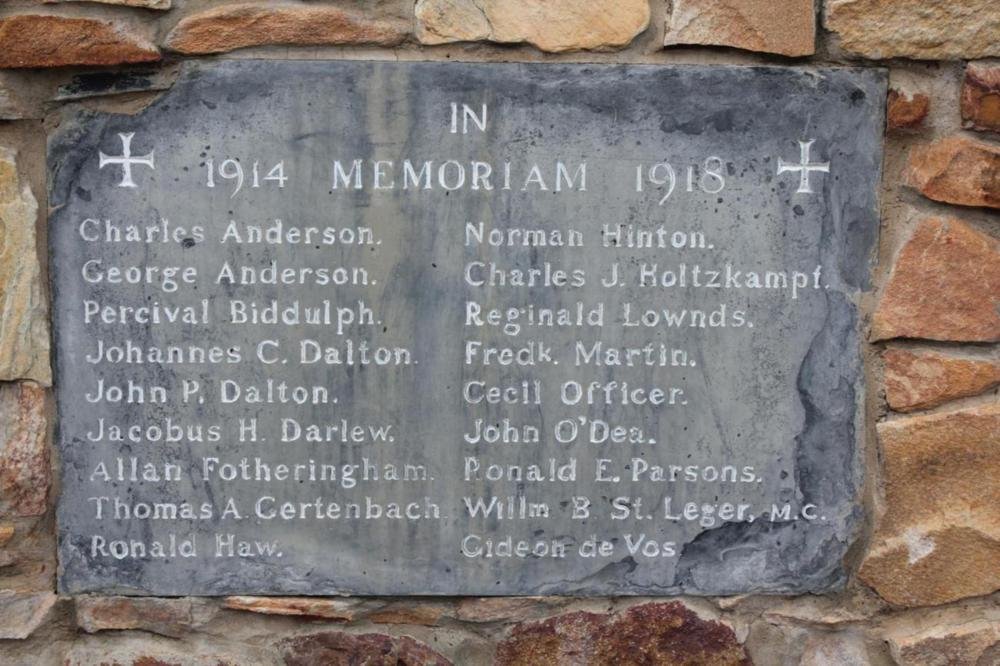 IN
1914 MEMORIAM 1918
Charles Anderson.
George Anderson.
Percival Biddulph.
Johannes C. Dalton.
John P. Dalton.
Jacobus H. Darlew.
Allan Fotheringham.
Thomas A. Gertenbach.
Ronald Haw.
Norman Hinton.
Charles J. Holtzkampf.
Reginald Lownds.
Fredk. Martin.
Cecil Officer.
John O'Dea.
Ronald E. Parsons.
Willm B St. Leger, M.C.
Gideon de Vos